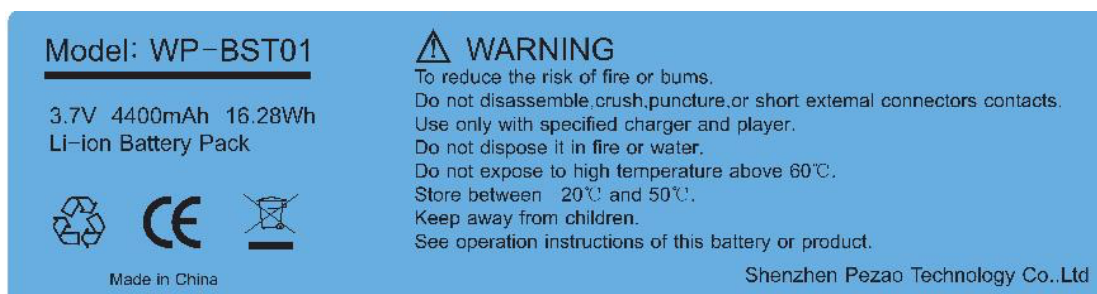 Model: WP-BST01
3.7V 4400mAh 16.28Wh
Li-ion Battery Pack
CE
Made in China
⚠ WARNING
To reduce the risk of fire or bums.
Do not disassemble,crush,puncture,or short extemal connectors contacts.
Use only with specified charger and player.
Do not dispose it in fire or water.
Do not expose to high temperature above 60℃.
Store between 20℃ and 50℃.
Keep away from children.
See operation instructions of this battery or product.
Shenzhen Pezao Technology Co..Ltd